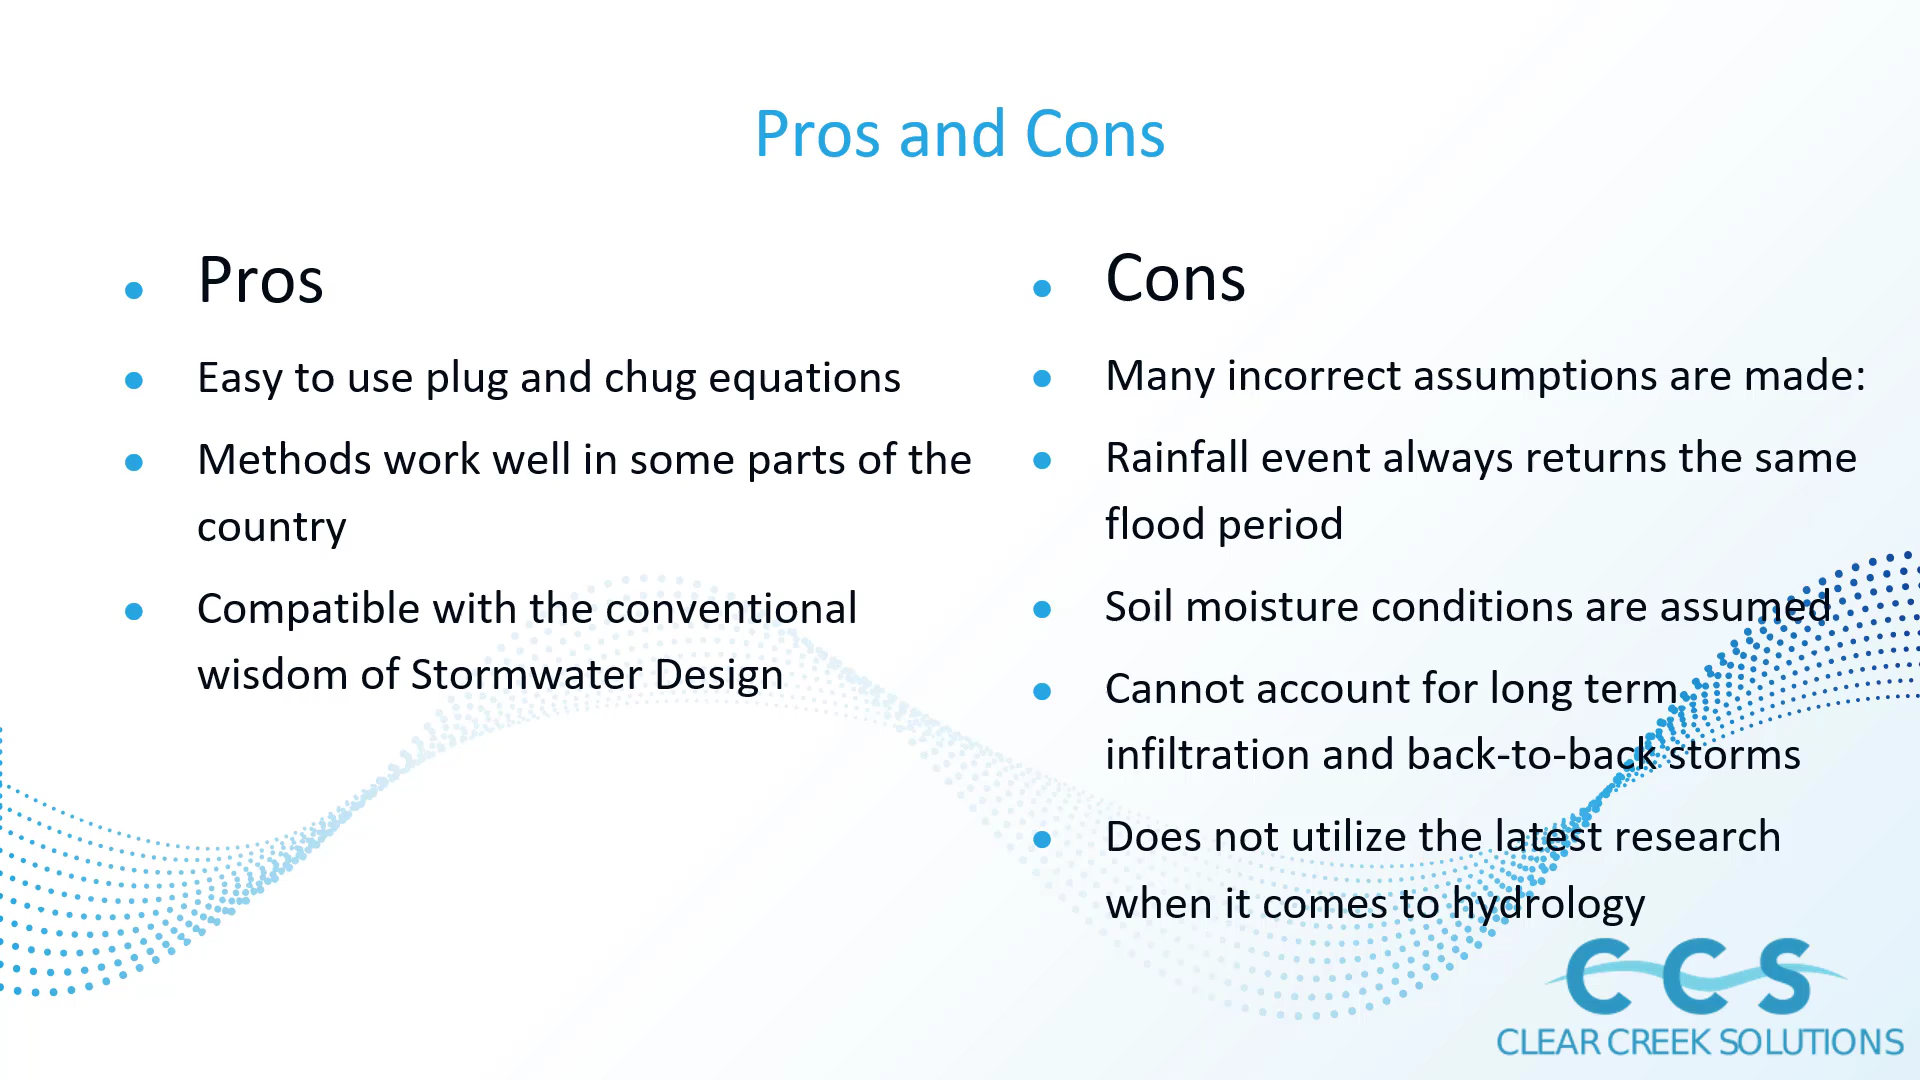 Pros and Cons
Pros
Easy to use plug and chug equations
Methods work well in some parts of the
country
Compatible with the conventional
wisdom of Stormwater Design
Cons
Many incorrect assumptions are made:
Rainfall event always returns the same
flood period
Soil moisture conditions are assumed
Cannot account for long term
infiltration and back-to-back storms
Does not utilize the latest research
when it comes to hydrology
CCS
CLEAR CREEK SOLUTIONS